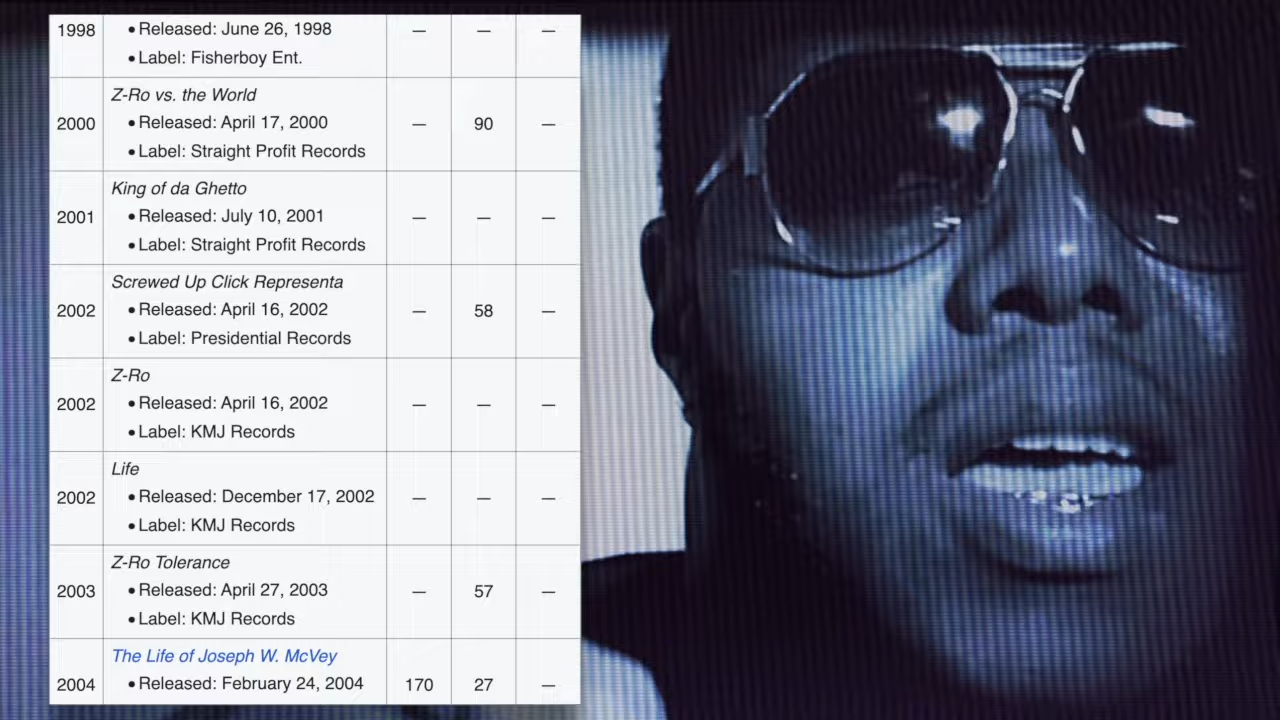 1998
• Released: June 26, 1998
— — —
• Label: Fisherboy Ent.
Z-Ro vs. the World
2000
• Released: April 17, 2000
— 90 —
• Label: Straight Profit Records
King of da Ghetto
2001
• Released: July 10, 2001
— — —
• Label: Straight Profit Records
Screwed Up Click Representa
2002
• Released: April 16, 2002
— 58 —
• Label: Presidential Records
Z-Ro
2002
• Released: April 16, 2002
— — —
• Label: KMJ Records
Life
2002
• Released: December 17, 2002
— — —
• Label: KMJ Records
Z-Ro Tolerance
2003
• Released: April 27, 2003
— 57 —
• Label: KMJ Records
The Life of Joseph W. McVey
2004
• Released: February 24, 2004
170 27 —